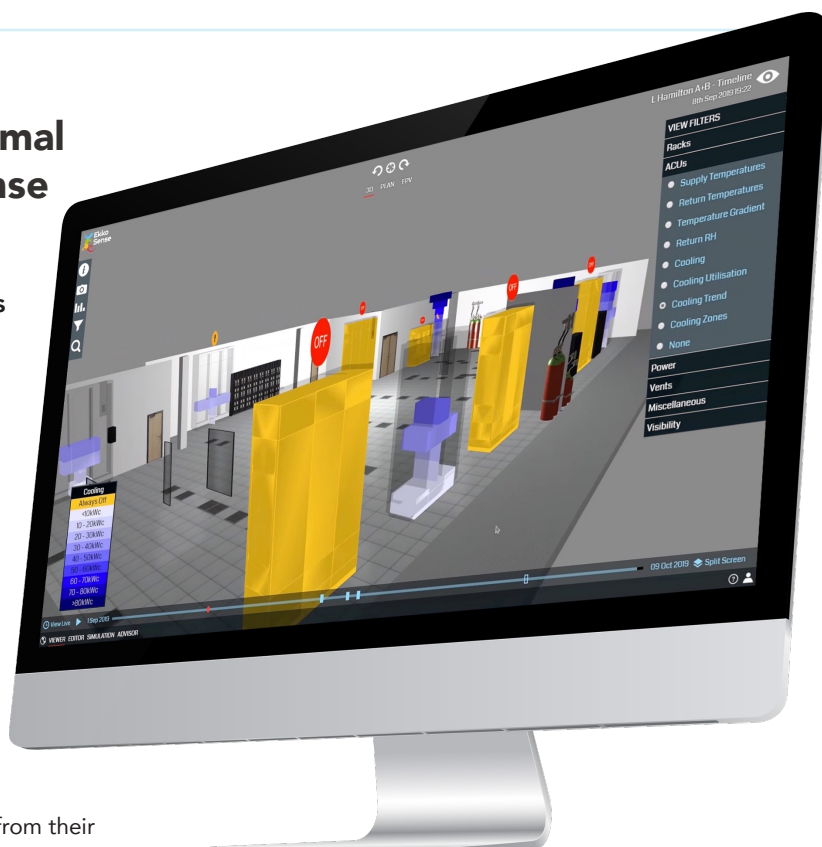 mal
nse
s
L Hamilton A+B - Timeline
8th Sep 2019 19:22
3D PLAN FPV
Ekko
Sense
VIEW FILTERS
Racks
ACUs
Supply Temperatures
Return Temperatures
Temperature Gradient
Return RH
Cooling
Cooling Utilisation
Cooling Trend
Cooling Zones
None
Power
Vents
Miscellaneous
Visibility
OFF
OFF
OFF
OFF
Cooling
Always Off
<10kWc
10 - 20kWc
20 - 30kWc
30 - 40kWc
40 - 50kWc
50 - 60kWc
60 - 70kWc
70 - 80kWc
>80kWc
View Live 1 Sep 2019
09 Oct 2019 Split Screen
VIEWER EDITOR SIMULATION ADVISOR
from their